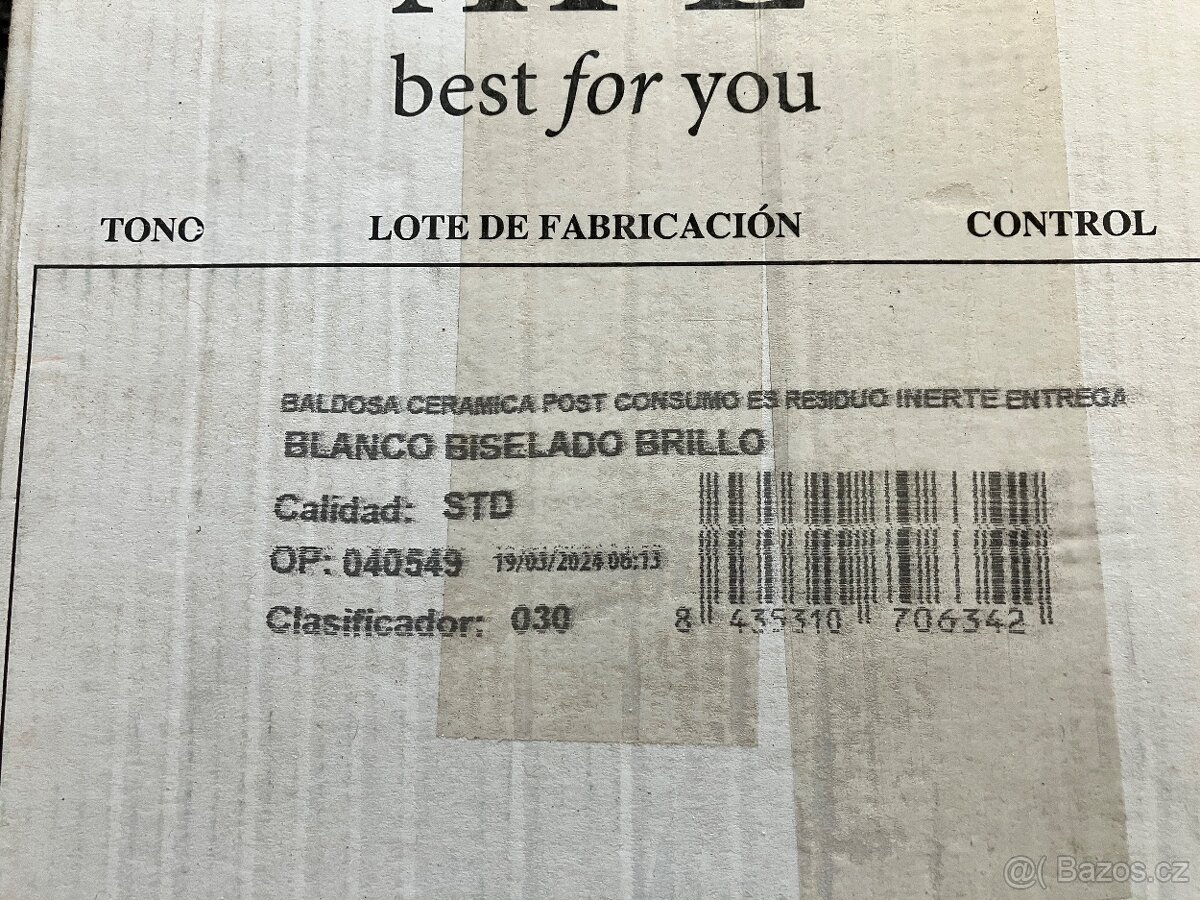 best for you
TONO LOTE DE FABRICACIÓN CONTROL
BALDOSA CERAMICA POST CONSUMO ES RESIDUO INERTE ENTREGA
BLANCO BISELADO BRILLO
Calidad: STD
OP: 040549 19/03/2024 06:13
Clasificador: 030
8 435310 706342
@( Bazos.cz